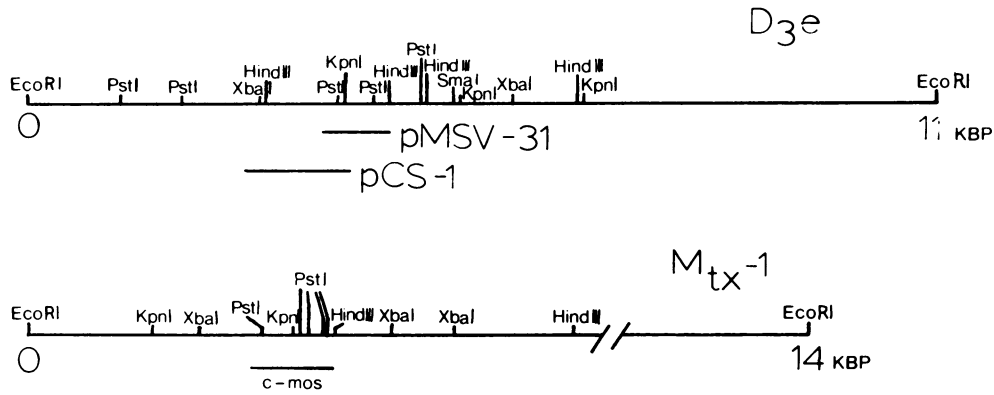 D3e
EcoRI PstI PstI XbaI HindIII PstI KpnI PstI HindIII PstI HindIII SmaI KpnI XbaI HindIII KpnI EcoRI
0 11 KBP
pMSV-31
pCS-1
Mtx-1
EcoRI KpnI XbaI PstI KpnI PstI HindIII XbaI XbaI HindIII EcoRI
0 14 KBP
c-mos